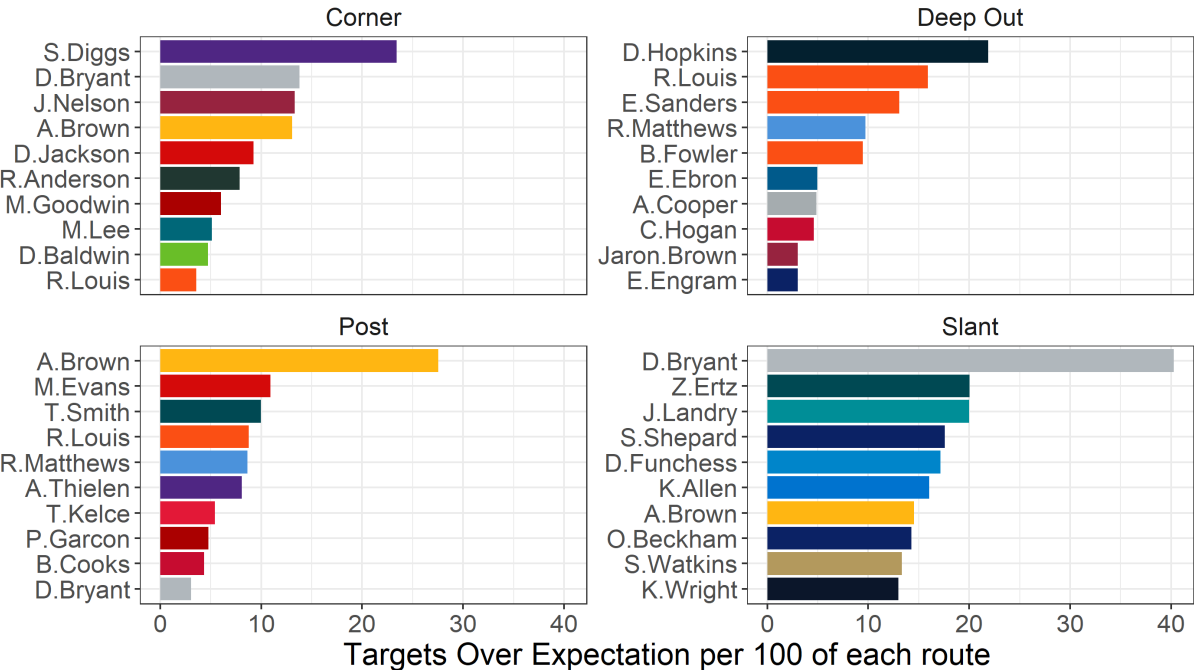 Corner
S.Diggs
D.Bryant
J.Nelson
A.Brown
D.Jackson
R.Anderson
M.Goodwin
M.Lee
D.Baldwin
R.Louis
Deep Out
D.Hopkins
R.Louis
E.Sanders
R.Matthews
B.Fowler
E.Ebron
A.Cooper
C.Hogan
Jaron.Brown
E.Engram
Post
A.Brown
M.Evans
T.Smith
R.Louis
R.Matthews
A.Thielen
T.Kelce
P.Garcon
B.Cooks
D.Bryant
0 10 20 30 40
Slant
D.Bryant
Z.Ertz
J.Landry
S.Shepard
D.Funchess
K.Allen
A.Brown
O.Beckham
S.Watkins
K.Wright
0 10 20 30 40
Targets Over Expectation per 100 of each route